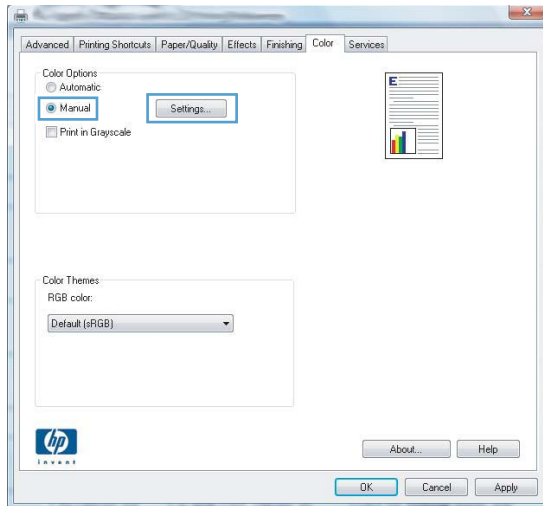 Advanced Printing Shortcuts Paper/Quality Effects Finishing Color Services
Color Options
Automatic
Manual Settings...
Print in Grayscale
E
Color Themes
RGB color:
Default (sRGB)
hp
invent
About... Help
OK Cancel Apply